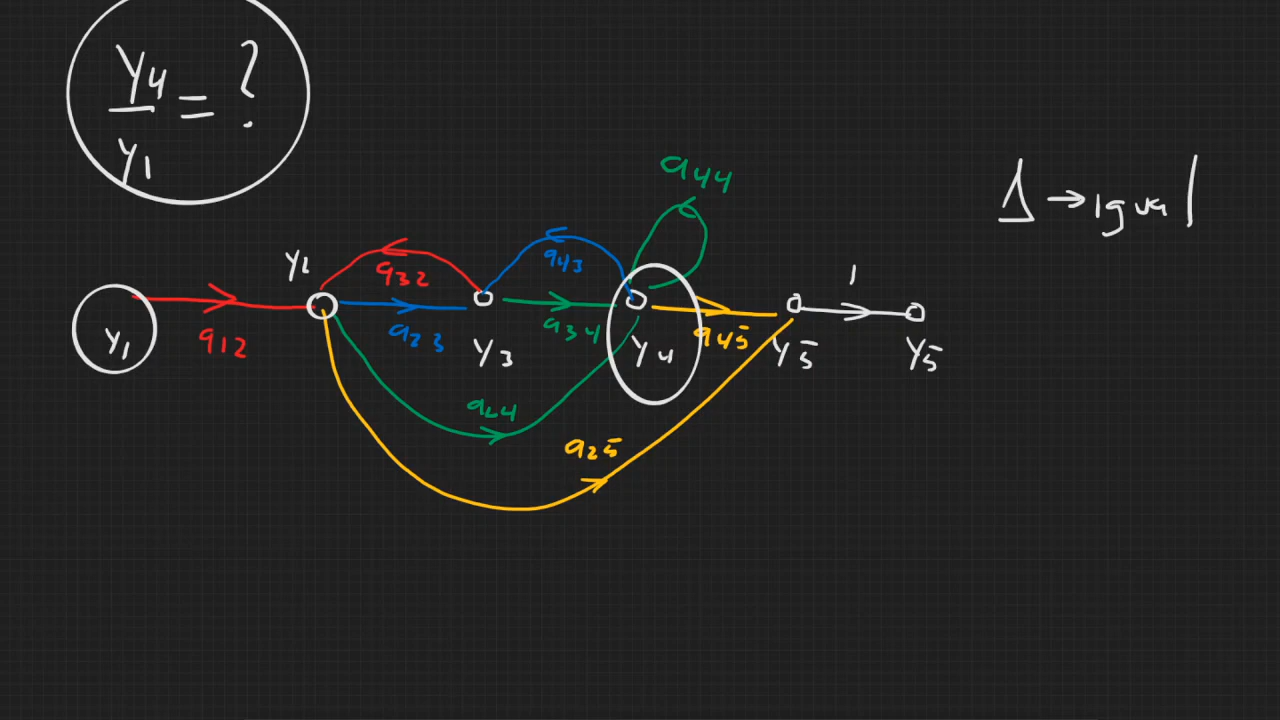 y4
— = ?
y1
a44
Δ → igual
y2
a32
a43
1
y1
a12
a23
y3
a34
y4
a45
y5
y5
a24
a25